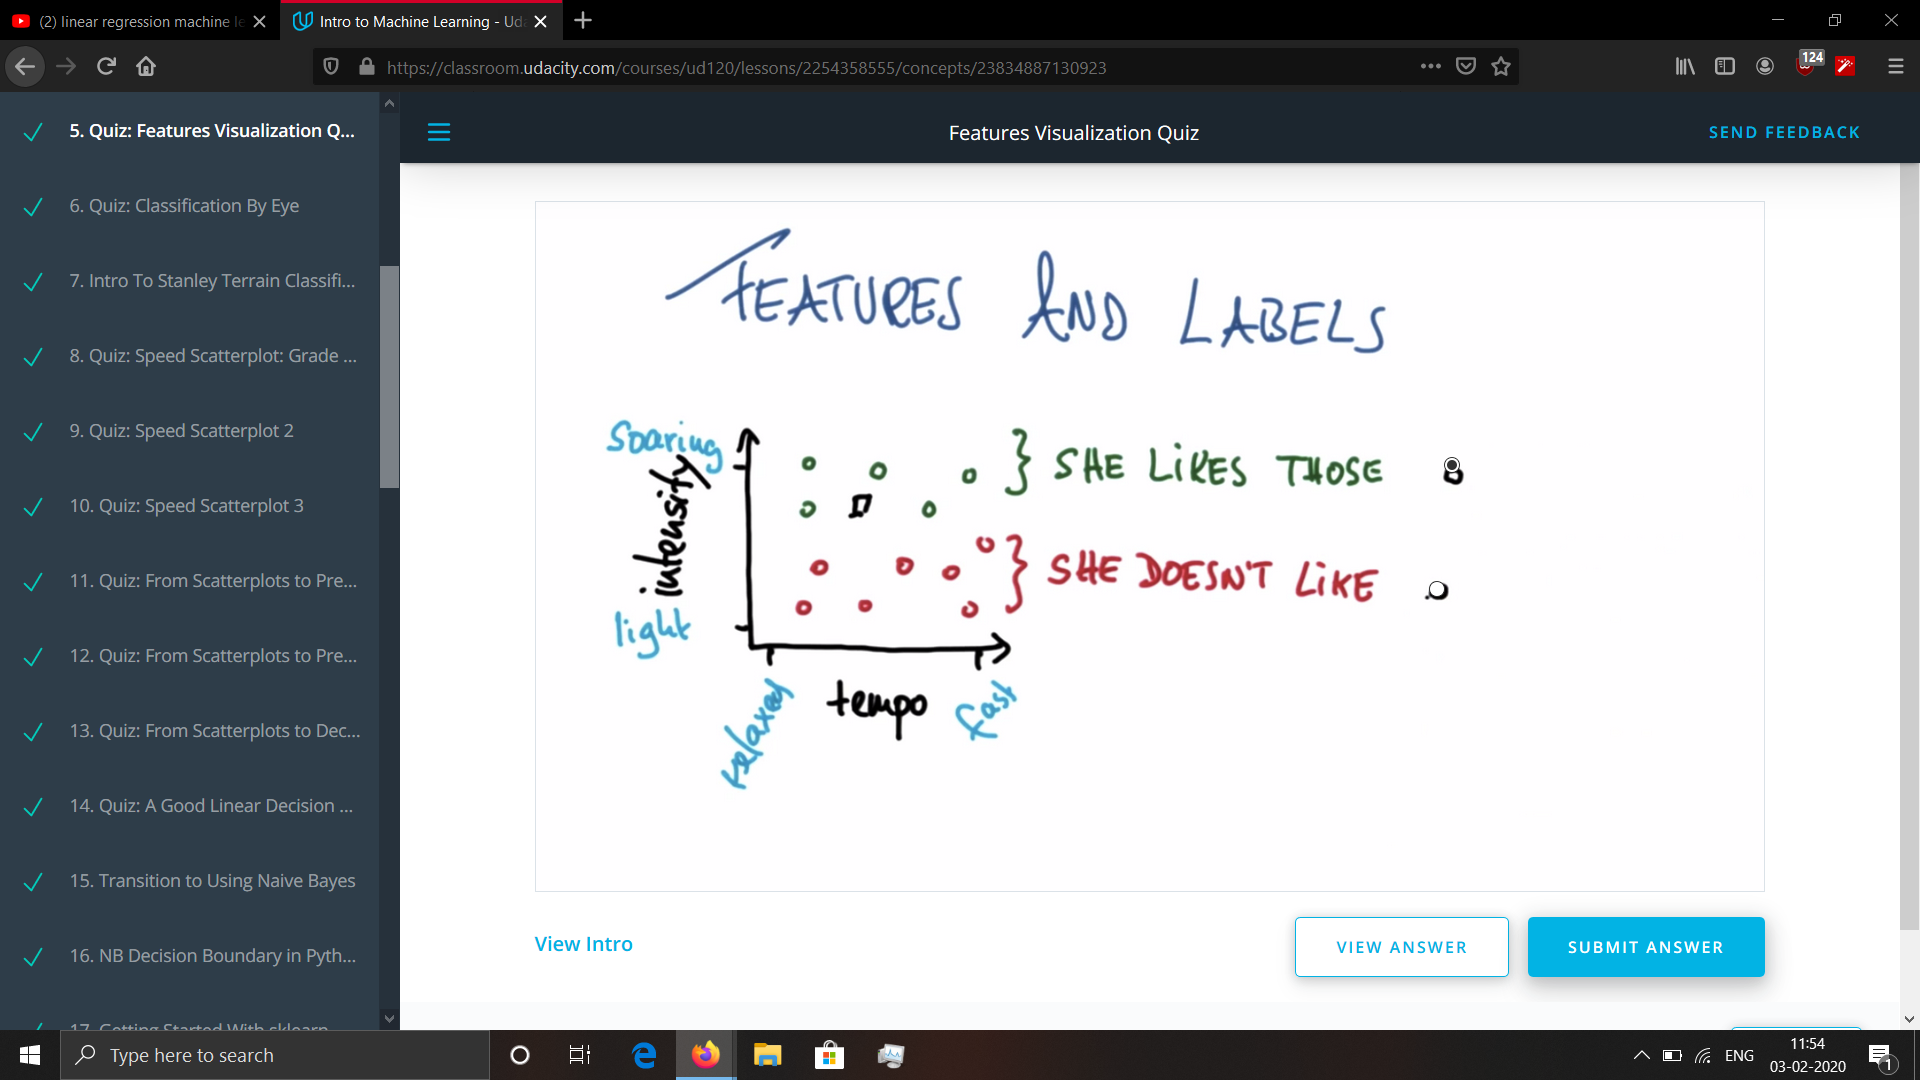 (2) linear regression machine le
Intro to Machine Learning - Uda
https://classroom.udacity.com/courses/ud120/lessons/2254358555/concepts/23834887130923
124
5. Quiz: Features Visualization Q...
6. Quiz: Classification By Eye
7. Intro To Stanley Terrain Classifi...
8. Quiz: Speed Scatterplot: Grade ...
9. Quiz: Speed Scatterplot 2
10. Quiz: Speed Scatterplot 3
11. Quiz: From Scatterplots to Pre...
12. Quiz: From Scatterplots to Pre...
13. Quiz: From Scatterplots to Dec...
14. Quiz: A Good Linear Decision ...
15. Transition to Using Naive Bayes
16. NB Decision Boundary in Pyth...
17. Getting Started With sklearn
Features Visualization Quiz
SEND FEEDBACK
FEATURES AND LABELS
Soaring
intensity
light
SHE LIKES THOSE
SHE DOESN'T LIKE
relaxed
tempo
fast
View Intro
VIEW ANSWER
SUBMIT ANSWER
Type here to search
ENG
11:54
03-02-2020
1